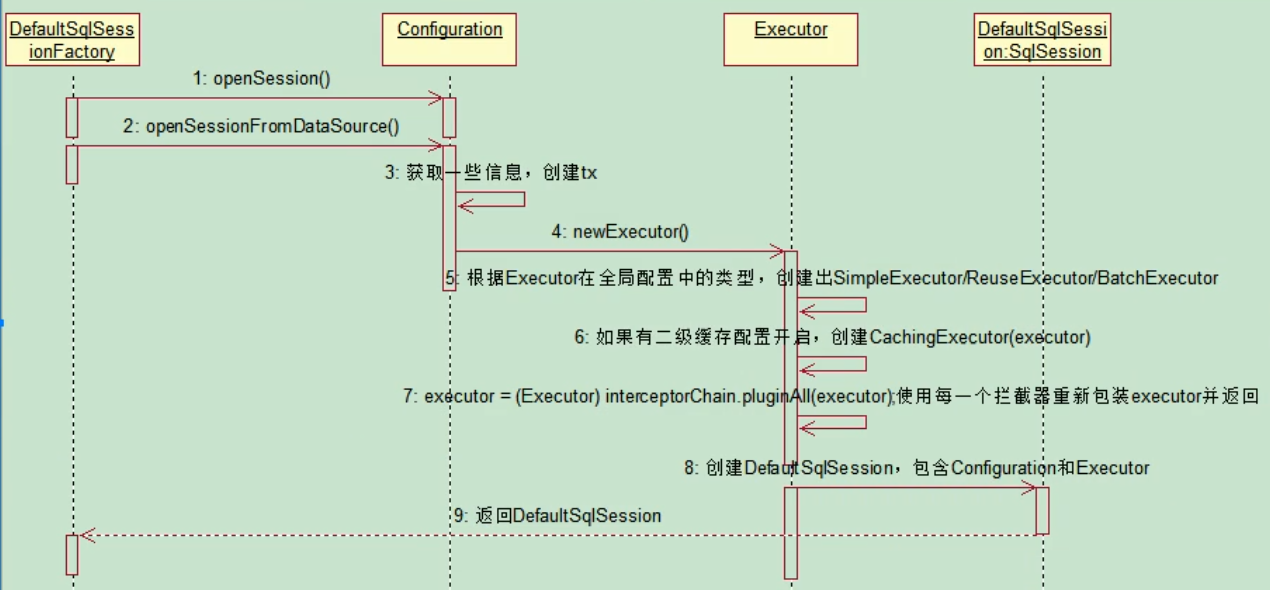 DefaultSqlSess
ionFactory
Configuration
Executor
DefaultSqlSessi
on:SqlSession
1: openSession()
2: openSessionFromDataSource()
3: 获取一些信息，创建tx
4: newExecutor()
5: 根据Executor在全局配置中的类型，创建出SimpleExecutor/ReuseExecutor/BatchExecutor
6: 如果有二级缓存配置开启，创建CachingExecutor(executor)
7: executor = (Executor) interceptorChain.pluginAll(executor);使用每一个拦截器重新包装executor并返回
8: 创建DefaultSqlSession，包含Configuration和Executor
9: 返回DefaultSqlSession